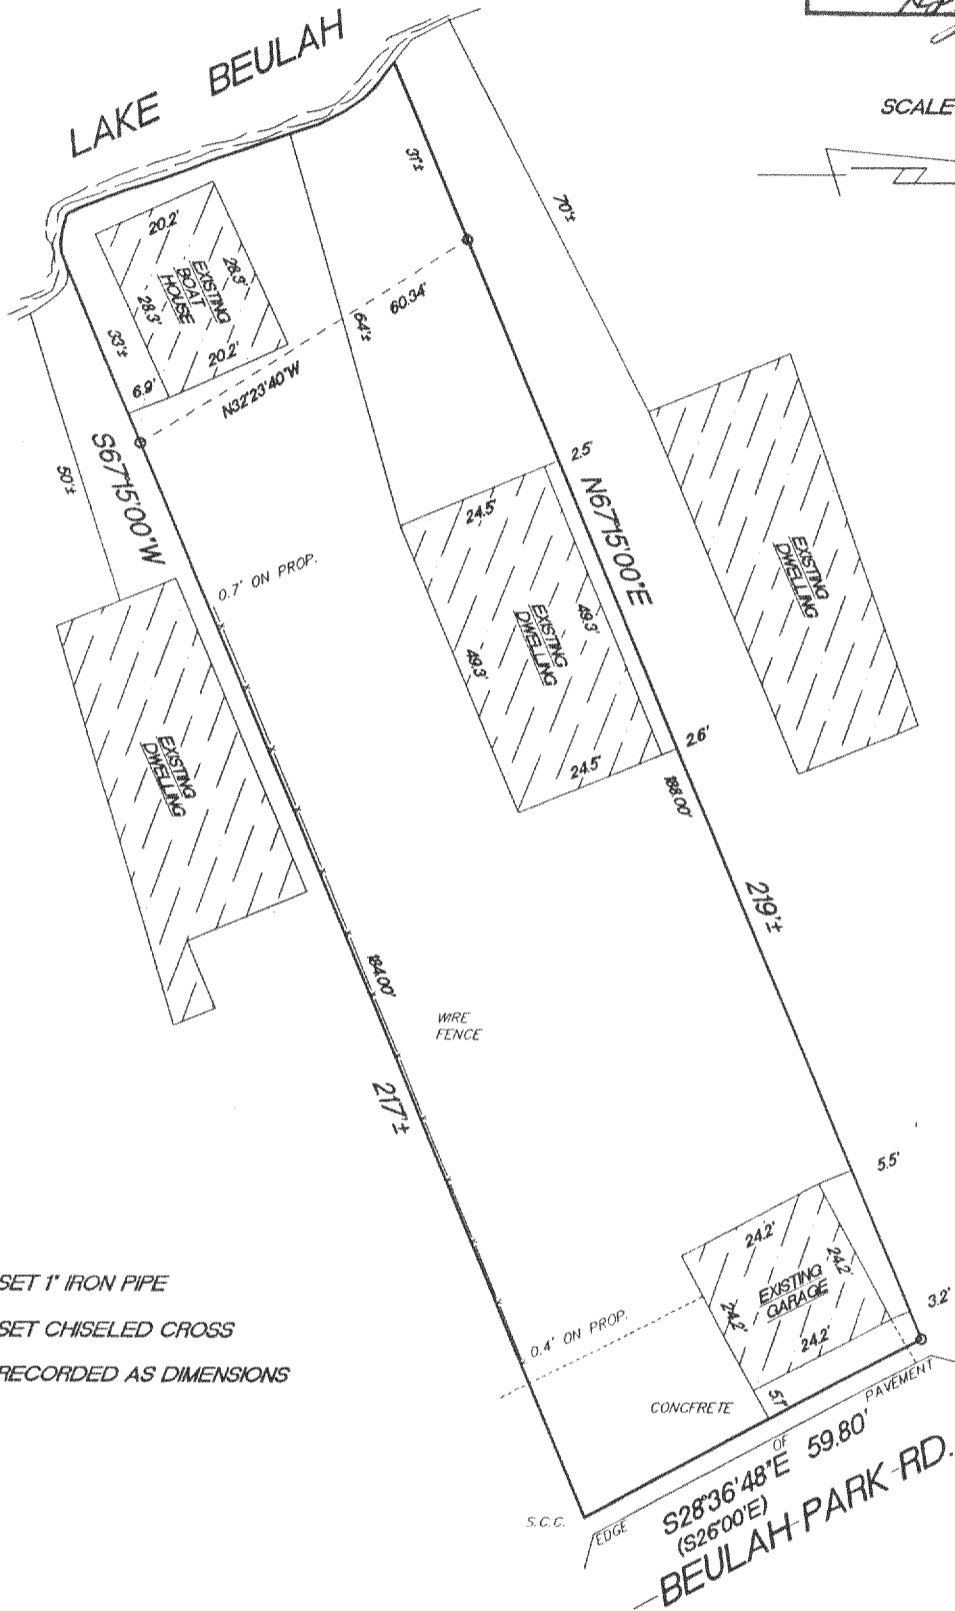 LAKE BEULAH
SCALE
31'±
70'±
20.2'
28.3'
EXISTING
BOAT
HOUSE
28.3'
20.2'
33'±
6.9'
64'±
60.34'
N32°23'40"W
S67°15'00"W
50'±
2.5'
N67°15'00"E
24.5'
EXISTING
DWELLING
49.3'
49.3'
24.5'
EXISTING
DWELLING
0.7' ON PROP.
EXISTING
DWELLING
2.6'
188.00'
219'±
184.00'
WIRE
FENCE
217'±
5.5'
24.2'
24.2'
EXISTING
GARAGE
24.2'
24.2'
3.2'
SET 1" IRON PIPE
SET CHISELED CROSS
RECORDED AS DIMENSIONS
0.4' ON PROP.
CONCFRETE
5.1'
S.C.C.
EDGE OF PAVEMENT
S28°36'48"E 59.80'
(S26°00'E)
BEULAH PARK RD.